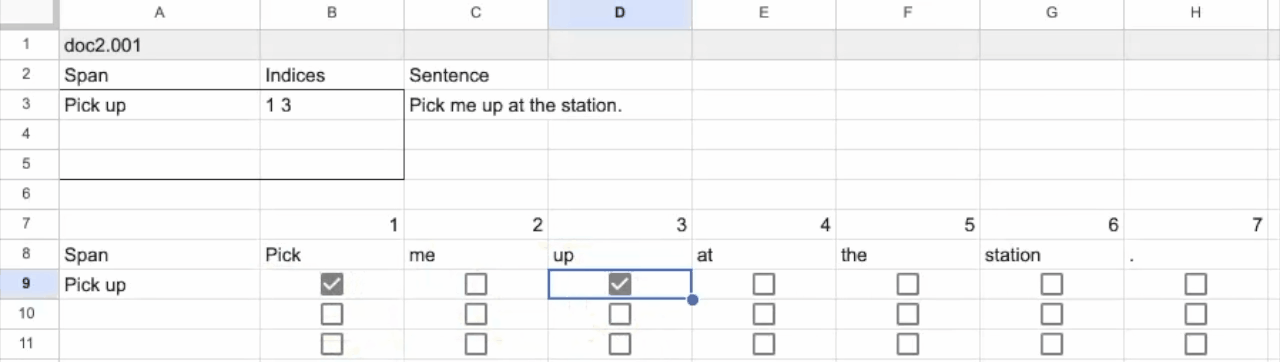 A B C D E F G H
1 doc2.001
2 Span Indices Sentence
3 Pick up 1 3 Pick me up at the station.
4
5
6
7 1 2 3 4 5 6 7
8 Span Pick me up at the station .
9 Pick up
10
11